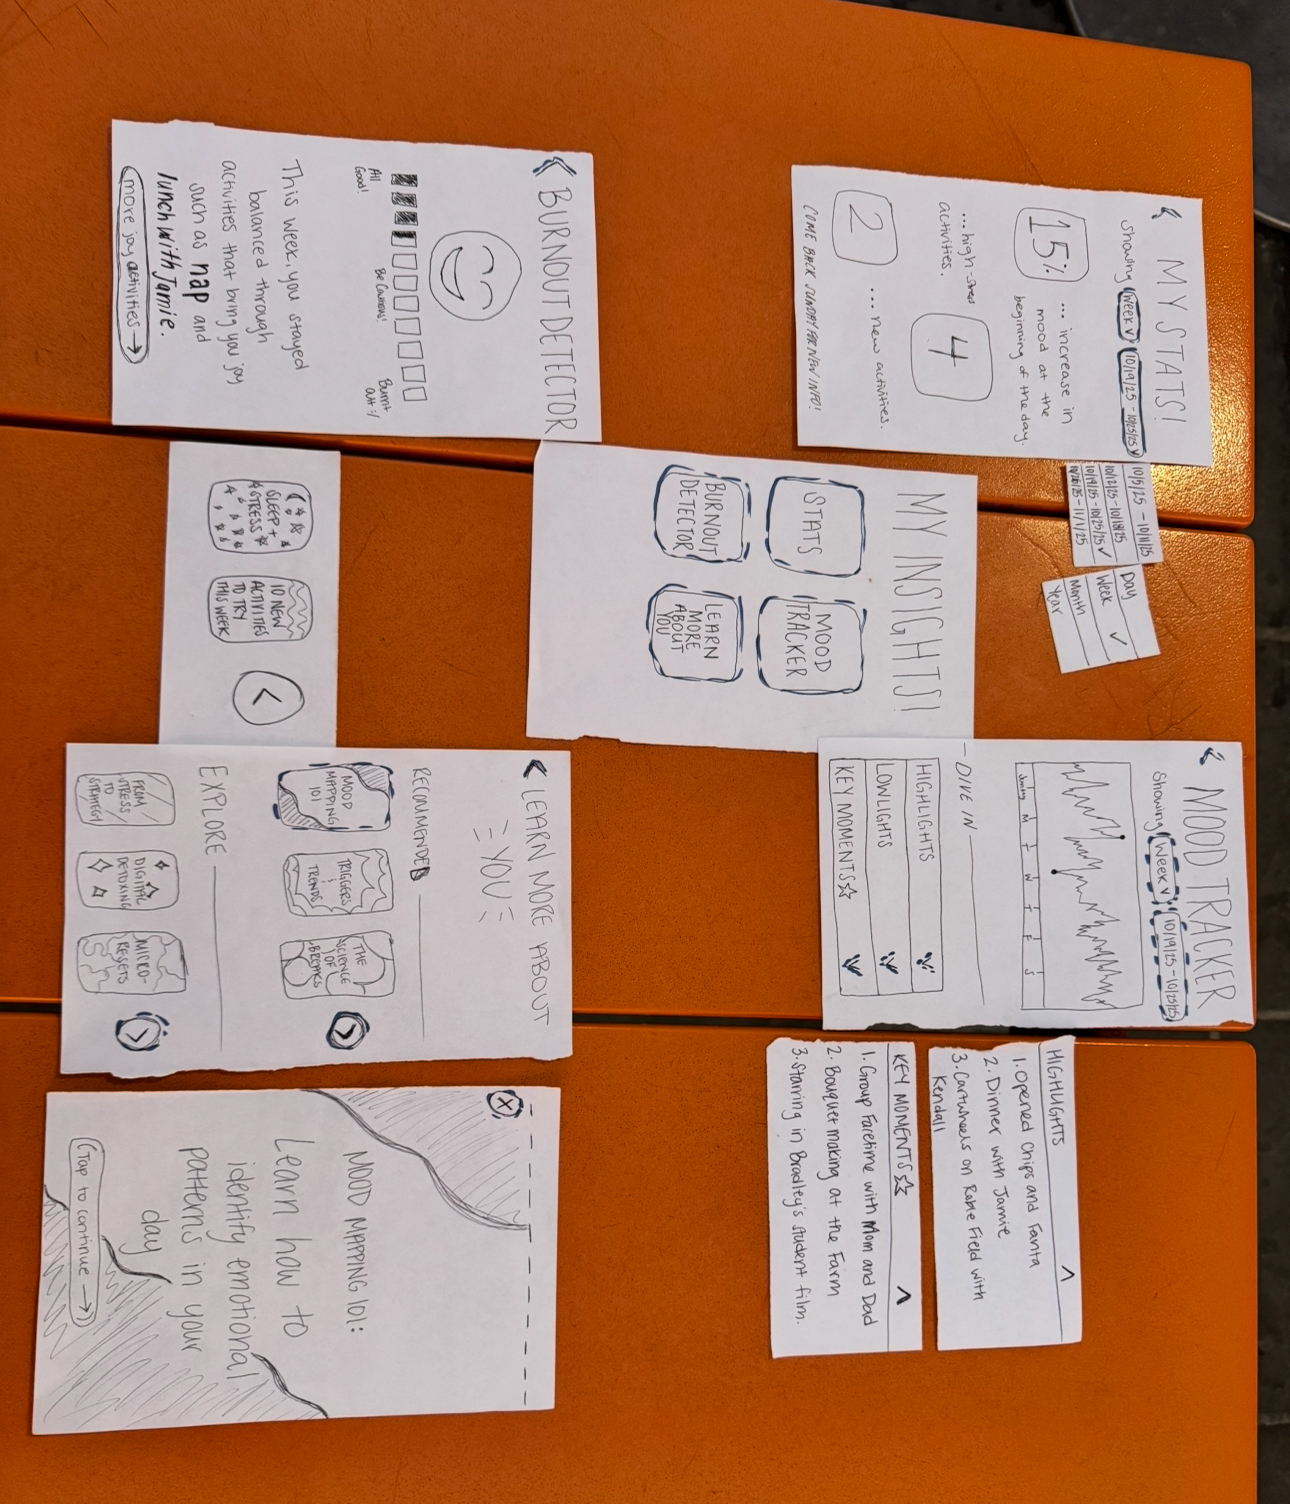 « MY STATS!
Showing Week v 10/19/25 - 10/25/25 v
15%
... increase in
mood at the
beginning of the day.
...high-stress
activities.
4
2
... new activities.
COME BACK SUNDAY FOR NEW INFO!
10/5/25 - 10/11/25
10/12/25 - 10/18/25
10/19/25 - 10/25/25 ✓
10/26/25 - 11/1/25
Day
Week ✓
Month
Year
« MOOD TRACKER
Showing Week v 10/19/25 - 10/25/25
Sunday M T W T F S
- DIVE IN -
HIGHLIGHTS
LOWLIGHTS
KEY MOMENTS ☆
HIGHLIGHTS ^
1. Opened Chips and Fanta
2. Dinner with Jamie
3. Cartwheels on Roble Field with
Kendall
KEY MOMENTS ☆ ^
1. Group Facetime with Mom and Dad
2. Bouquet making at the Farm
3. Starring in Bradley's student film.
MY INSIGHTS!
STATS
MOOD
TRACKER
BURNOUT
DETECTOR
LEARN
MORE
ABOUT
YOU
« BURNOUT DETECTOR
All
Good!
Be Cautious!
Burnt
out :/
This week, you stayed
balanced through
activities that bring you joy
such as nap and
lunch with Jamie.
more joy activities →
SLEEP +
STRESS
10 NEW
ACTIVITIES
TO TRY
THIS WEEK
<
< LEARN MORE ABOUT
YOU
RECOMMENDED
MOOD
MAPPING
101
TRIGGERS
&
TRENDS
THE
SCIENCE
OF
BREAKS
>
EXPLORE
FROM
STRESS
TO
STRATEGY
DIGITAL
DETOXING
MICRO-
RESETS
>
X
MOOD MAPPING 101:
Learn how to
identify emotional
patterns in your
day
(Tap to continue →)